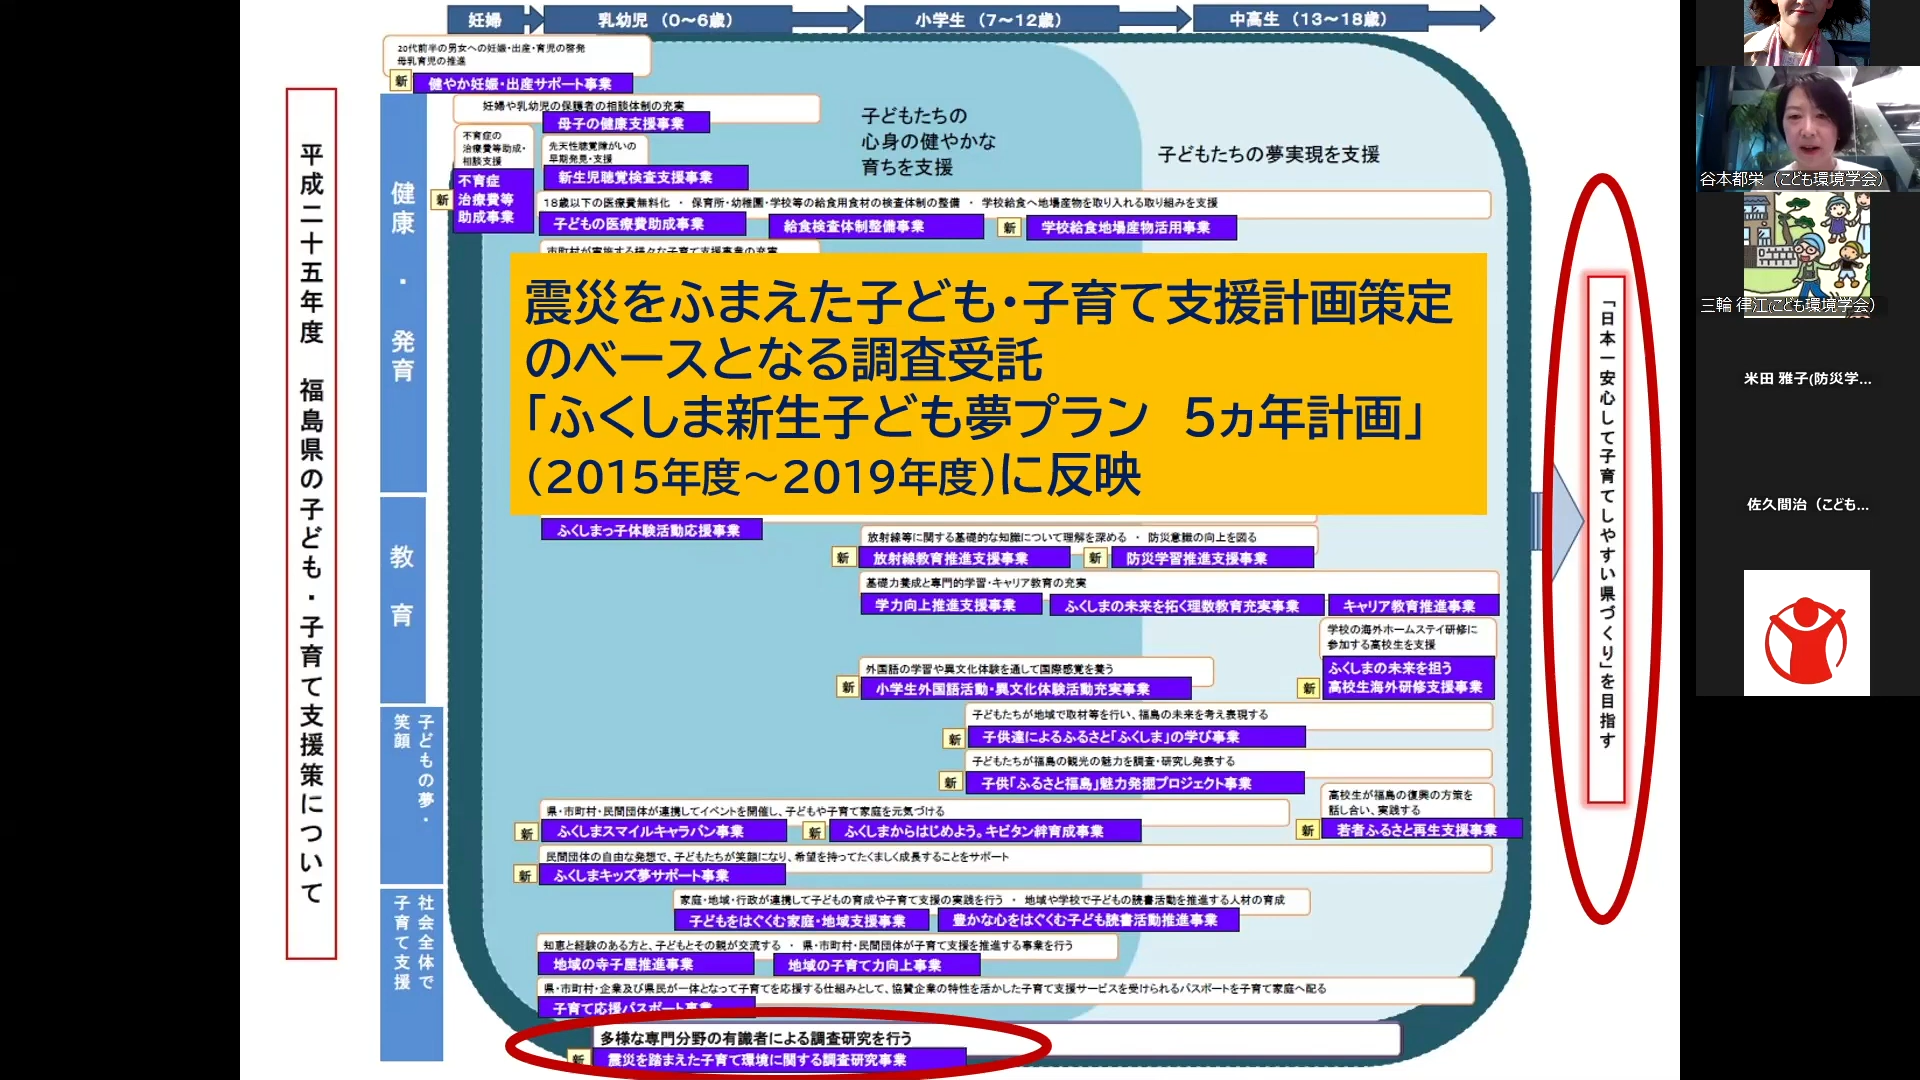 妊婦
乳幼児（0～6歳）
小学生（7～12歳）
中高生（13～18歳）
平成二十五年度　福島県の子ども・子育て支援策について
20代前半の男女への妊娠・出産・育児の啓発
母乳育児の推進
新
健やか妊娠・出産サポート事業
健康・発育
妊婦や乳幼児の保護者の相談体制の充実
母子の健康支援事業
不育症の
治療費等助成・
相談支援
新
不育症
治療費等
助成事業
先天性聴覚障がいの
早期発見・支援
新生児聴覚検査支援事業
子どもたちの
心身の健やかな
育ちを支援
子どもたちの夢実現を支援
18歳以下の医療費無料化 ・ 保育所・幼稚園・学校等の給食用食材の検査体制の整備 ・ 学校給食へ地場産物を取り入れる取り組みを支援
子どもの医療費助成事業
給食検査体制整備事業
新
学校給食地場産物活用事業
市町村が実施する様々な子育て支援事業の充実
震災をふまえた子ども・子育て支援計画策定
のベースとなる調査受託
「ふくしま新生子ども夢プラン　5ヵ年計画」
（2015年度～2019年度）に反映
教育
ふくしまっ子体験活動応援事業
放射線等に関する基礎的な知識について理解を深める ・ 防災意識の向上を図る
新
放射線教育推進支援事業
新
防災学習推進支援事業
基礎力養成と専門的学習・キャリア教育の充実
学力向上推進支援事業
ふくしまの未来を拓く理数教育充実事業
キャリア教育推進事業
学校の海外ホームステイ研修に
参加する高校生を支援
新
ふくしまの未来を担う
高校生海外研修支援事業
外国語の学習や異文化体験を通して国際感覚を養う
新
小学生外国語活動・異文化体験活動充実事業
子どもの夢・
笑顔
子どもたちが地域で取材等を行い、福島の未来を考え表現する
新
子供達によるふるさと「ふくしま」の学び事業
子どもたちが福島の観光の魅力を調査・研究し発表する
新
子供「ふるさと福島」魅力発掘プロジェクト事業
県・市町村・民間団体が連携してイベントを開催し、子どもや子育て家庭を元気づける
新
ふくしまスマイルキャラバン事業
新
ふくしまからはじめよう。キビタン絆育成事業
高校生が福島の復興の方策を
話し合い、実践する
新
若者ふるさと再生支援事業
民間団体の自由な発想で、子どもたちが笑顔になり、希望を持ってたくましく成長することをサポート
新
ふくしまキッズ夢サポート事業
社会全体で
子育て支援
家庭・地域・行政が連携して子どもの育成や子育て支援の実践を行う ・ 地域や学校で子どもの読書活動を推進する人材の育成
子どもをはぐくむ家庭・地域支援事業
豊かな心をはぐくむ子ども読書活動推進事業
知恵と経験のある方と、子どもとその親が交流する ・ 県・市町村・民間団体が子育て支援を推進する事業を行う
地域の寺子屋推進事業
地域の子育て力向上事業
県・市町村・企業及び県民が一体となって子育てを応援する仕組みとして、協賛企業の特性を活かした子育て支援サービスを受けられるパスポートを子育て家庭へ配る
子育て応援パスポート事業
多様な専門分野の有識者による調査研究を行う
新
震災を踏まえた子育て環境に関する調査研究事業
「日本一安心して子育てしやすい県づくり」を目指す
谷本都栄（こども環境学会）
三輪 律江(こども環境学会）
米田 雅子(防災学...
佐久間治（こども...